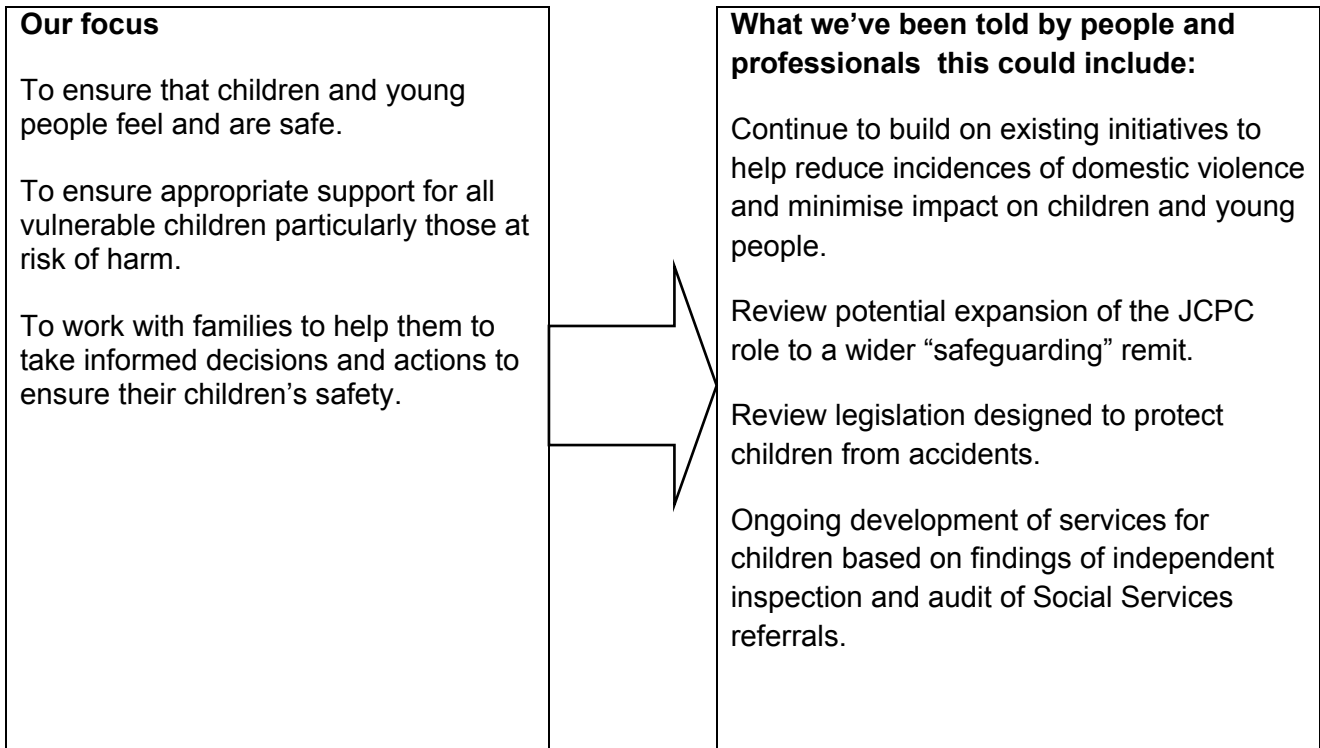 Our focus
To ensure that children and young
people feel and are safe.
To ensure appropriate support for all
vulnerable children particularly those at
risk of harm.
To work with families to help them to
take informed decisions and actions to
ensure their children’s safety.
What we’ve been told by people and
professionals  this could include:
Continue to build on existing initiatives to
help reduce incidences of domestic violence
and minimise impact on children and young
people.
Review potential expansion of the JCPC
role to a wider “safeguarding” remit.
Review legislation designed to protect
children from accidents.
Ongoing development of services for
children based on findings of independent
inspection and audit of Social Services
referrals.